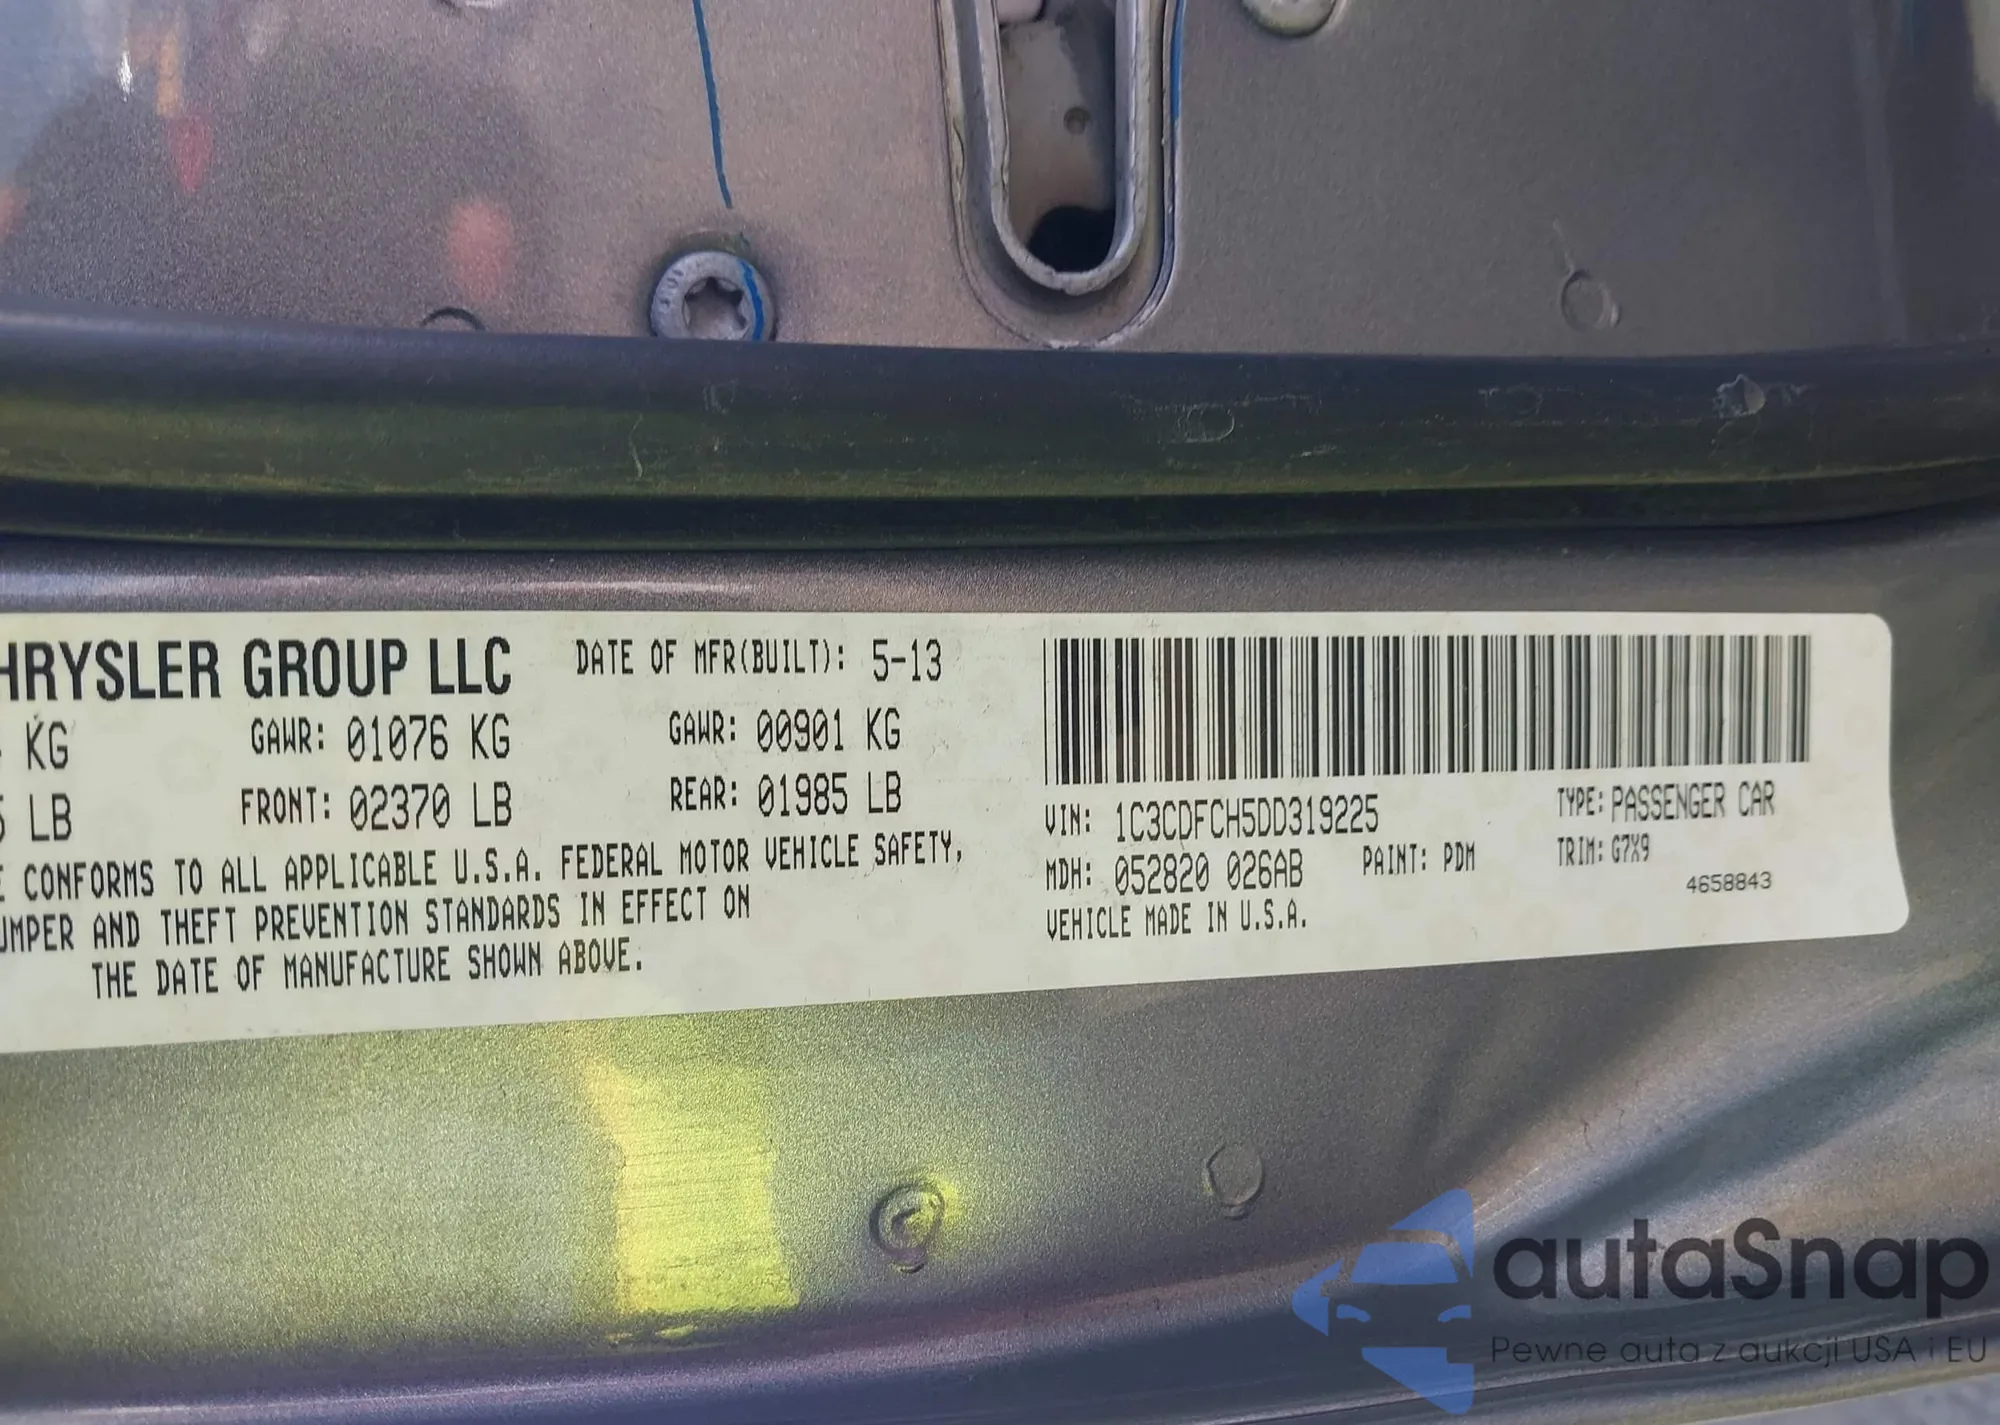 HRYSLER GROUP LLC DATE OF MFR(BUILT): 5-13
KG GAWR: 01076 KG GAWR: 00901 KG
5 LB FRONT: 02370 LB REAR: 01985 LB
E CONFORMS TO ALL APPLICABLE U.S.A. FEDERAL MOTOR VEHICLE SAFETY,
UMPER AND THEFT PREVENTION STANDARDS IN EFFECT ON
THE DATE OF MANUFACTURE SHOWN ABOVE.
VIN: 1C3CDFCH5DD319225 TYPE: PASSENGER CAR
MDH: 052820 026AB PAINT: PDM TRIM: G7X9
4658843
VEHICLE MADE IN U.S.A.
autaSnap
Pewne auta z aukcji USA i EU